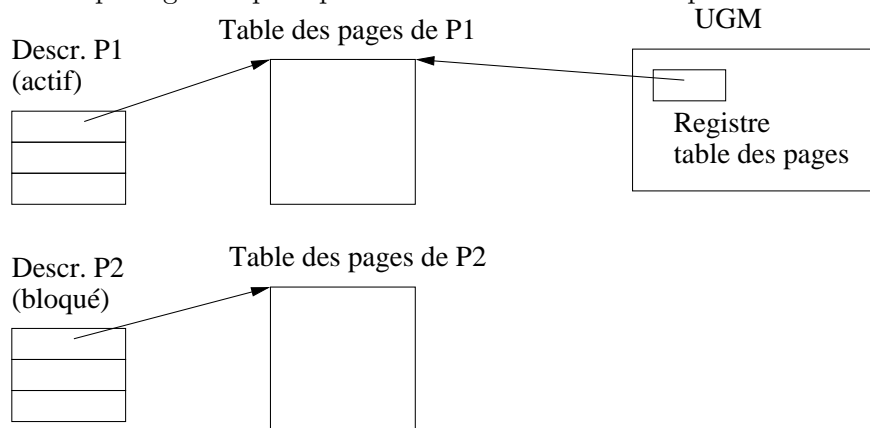 Table des pages de P1
UGM
Descr. P1
(actif)
Registre
table des pages
Descr. P2
(bloqué)
Table des pages de P2